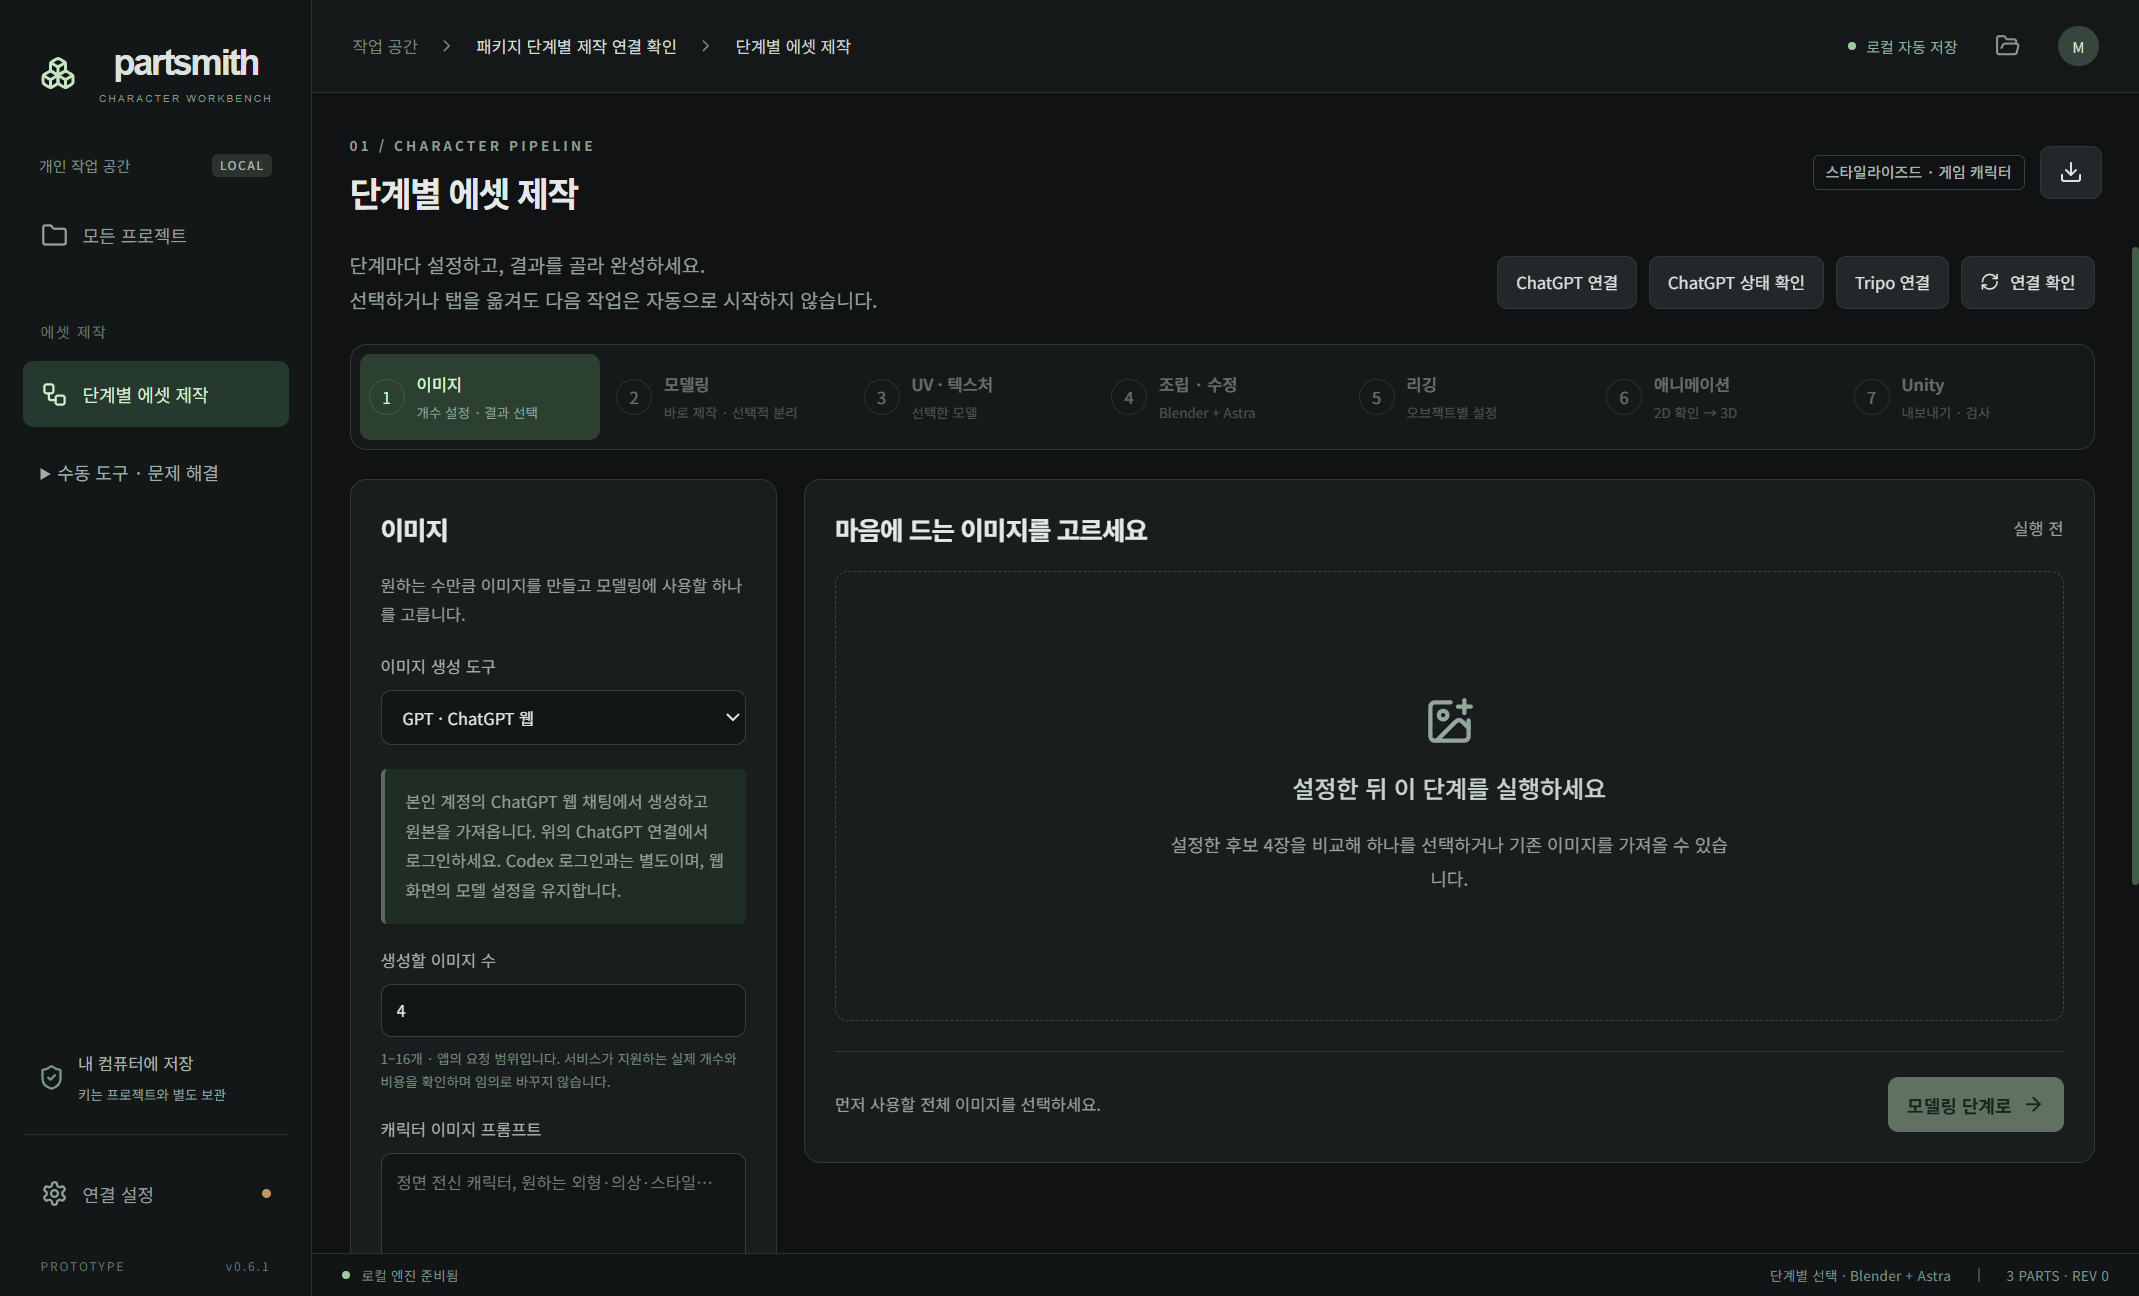 partsmith
CHARACTER WORKBENCH
개인 작업 공간
LOCAL
모든 프로젝트
에셋 제작
단계별 에셋 제작
수동 도구 · 문제 해결
내 컴퓨터에 저장
키는 프로젝트와 별도 보관
연결 설정
PROTOTYPE
v0.6.1
작업 공간
패키지 단계별 제작 연결 확인
단계별 에셋 제작
로컬 자동 저장
M
01 / CHARACTER PIPELINE
단계별 에셋 제작
스타일라이즈드 · 게임 캐릭터
단계마다 설정하고, 결과를 골라 완성하세요.
선택하거나 탭을 옮겨도 다음 작업은 자동으로 시작하지 않습니다.
ChatGPT 연결
ChatGPT 상태 확인
Tripo 연결
연결 확인
1
이미지
개수 설정 · 결과 선택
2
모델링
바로 제작 · 선택적 분리
3
UV · 텍스처
선택한 모델
4
조립 · 수정
Blender + Astra
5
리깅
오브젝트별 설정
6
애니메이션
2D 확인 → 3D
7
Unity
내보내기 · 검사
이미지
원하는 수만큼 이미지를 만들고 모델링에 사용할 하나
를 고릅니다.
이미지 생성 도구
GPT · ChatGPT 웹
본인 계정의 ChatGPT 웹 채팅에서 생성하고
원본을 가져옵니다. 위의 ChatGPT 연결에서
로그인하세요. Codex 로그인과는 별도이며, 웹
화면의 모델 설정을 유지합니다.
생성할 이미지 수
4
1–16개 · 앱의 요청 범위입니다. 서비스가 지원하는 실제 개수와
비용을 확인하며 임의로 바꾸지 않습니다.
캐릭터 이미지 프롬프트
정면 전신 캐릭터, 원하는 외형·의상·스타일…
마음에 드는 이미지를 고르세요
실행 전
설정한 뒤 이 단계를 실행하세요
설정한 후보 4장을 비교해 하나를 선택하거나 기존 이미지를 가져올 수 있습
니다.
먼저 사용할 전체 이미지를 선택하세요.
모델링 단계로
로컬 엔진 준비됨
단계별 선택 · Blender + Astra
3 PARTS · REV 0